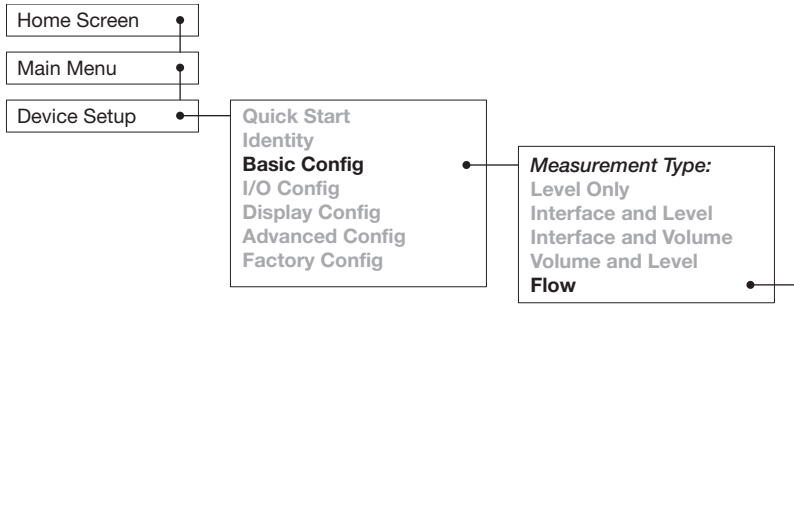 Home Screen
Main Menu
Device Setup
Quick Start
Identity
Basic Config
I/O Config
Display Config
Advanced Config
Factory Config
Measurement Type:
Level Only
Interface and Level
Interface and Volume
Volume and Level
Flow